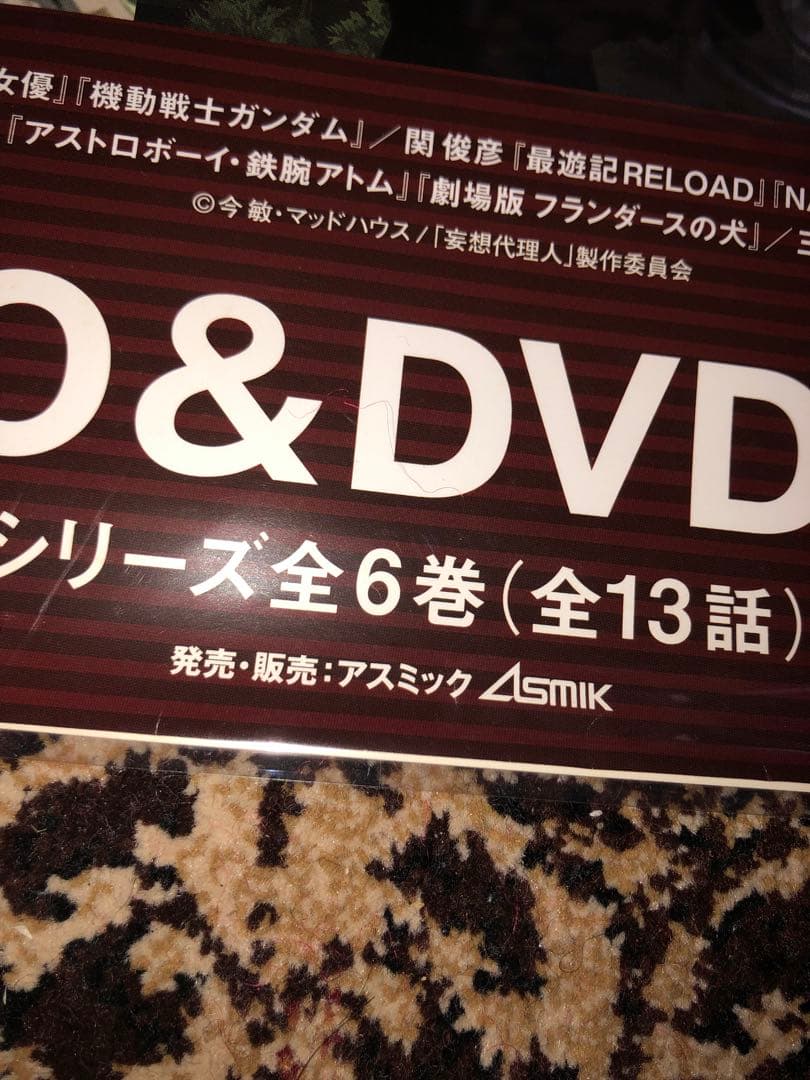 女優』『機動戦士ガンダム』／関 俊彦『最遊記RELOAD』『NA
『アストロボーイ・鉄腕アトム』『劇場版 フランダースの犬』／三
©今 敏・マッドハウス／「妄想代理人」製作委員会
O&DVD
シリーズ全6巻(全13話)
発売・販売：アスミック ASMIK